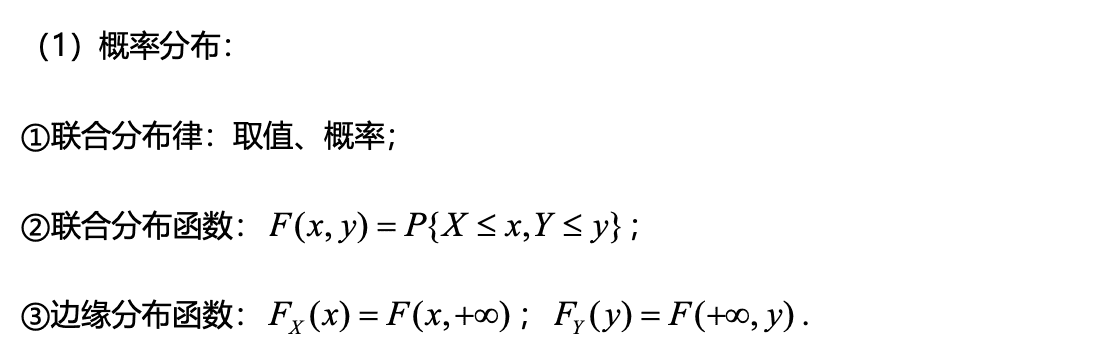 （1）概率分布：
①联合分布律：取值、概率；
②联合分布函数：F(x, y) = P{X ≤ x, Y ≤ y}；
③边缘分布函数：F_X(x) = F(x, +∞)；F_Y(y) = F(+∞, y).